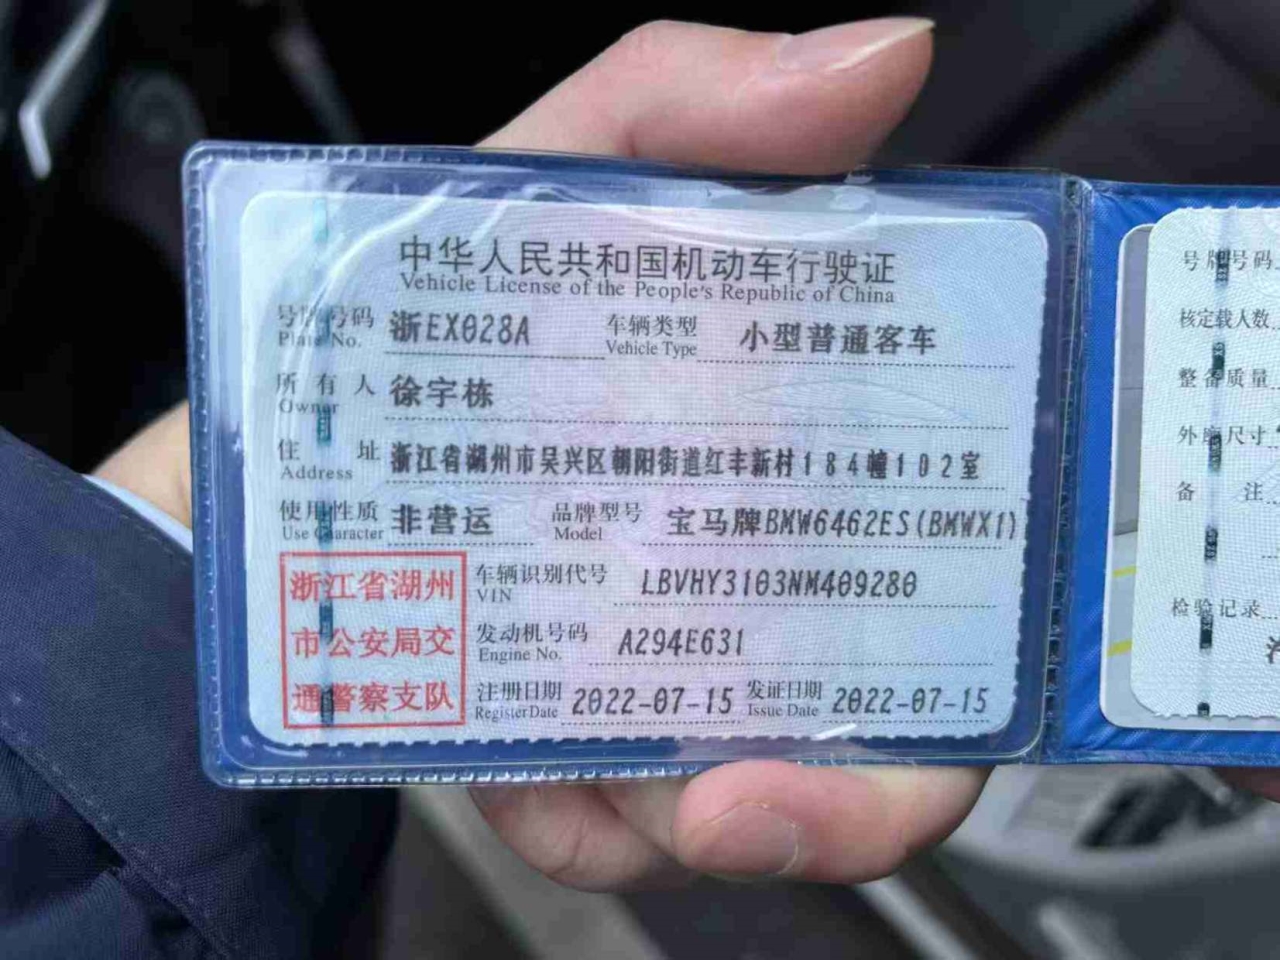 中华人民共和国机动车行驶证
Vehicle License of the People's Republic of China
号牌号码 浙EX028A 车辆类型 小型普通客车
Plate No. Vehicle Type
所有人 徐宇栋
Owner
住址 浙江省湖州市吴兴区朝阳街道红丰新村184幢102室
Address
使用性质 非营运 品牌型号 宝马牌BMW6462ES(BMWX1)
Use Character Model
浙江省湖州
市公安局交
通警察支队
车辆识别代号 LBVHY3103NM409280
VIN
发动机号码 A294E631
Engine No.
注册日期 2022-07-15 发证日期 2022-07-15
Register Date Issue Date
号牌号码
核定载人数
整备质量
外廓尺寸
备注
检验记录